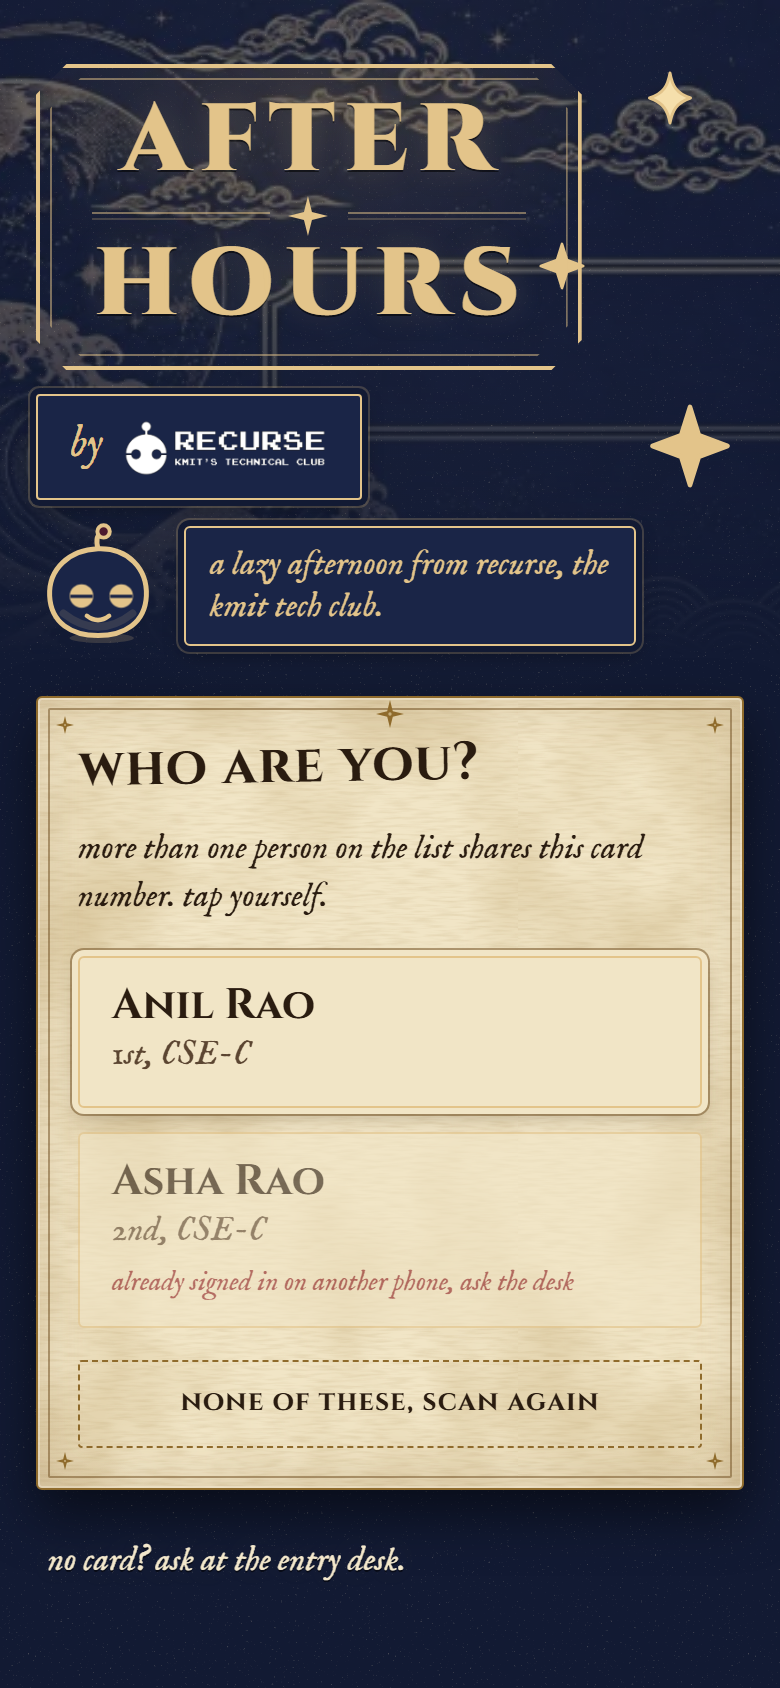 AFTER
HOURS
by RECURSE
KMIT'S TECHNICAL CLUB
a lazy afternoon from recurse, the
kmit tech club.
WHO ARE YOU?
more than one person on the list shares this card
number. tap yourself.
Anil Rao
1st, CSE-C
Asha Rao
2nd, CSE-C
already signed in on another phone, ask the desk
NONE OF THESE, SCAN AGAIN
no card? ask at the entry desk.